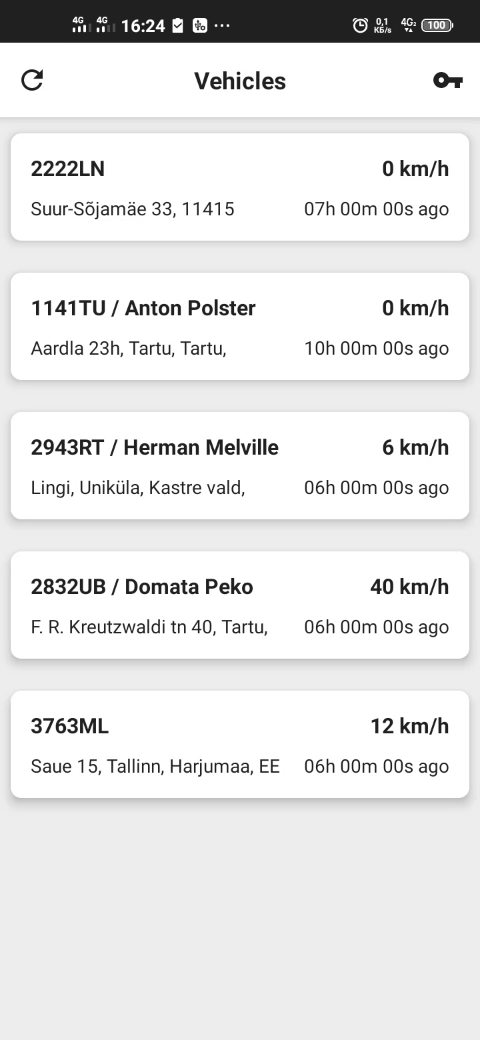 4G 4G 16:24 ··· 0,1 КБ/s 4G 2 100
Vehicles
2222LN 0 km/h
Suur-Sõjamäe 33, 11415 07h 00m 00s ago
1141TU / Anton Polster 0 km/h
Aardla 23h, Tartu, Tartu, 10h 00m 00s ago
2943RT / Herman Melville 6 km/h
Lingi, Uniküla, Kastre vald, 06h 00m 00s ago
2832UB / Domata Peko 40 km/h
F. R. Kreutzwaldi tn 40, Tartu, 06h 00m 00s ago
3763ML 12 km/h
Saue 15, Tallinn, Harjumaa, EE 06h 00m 00s ago